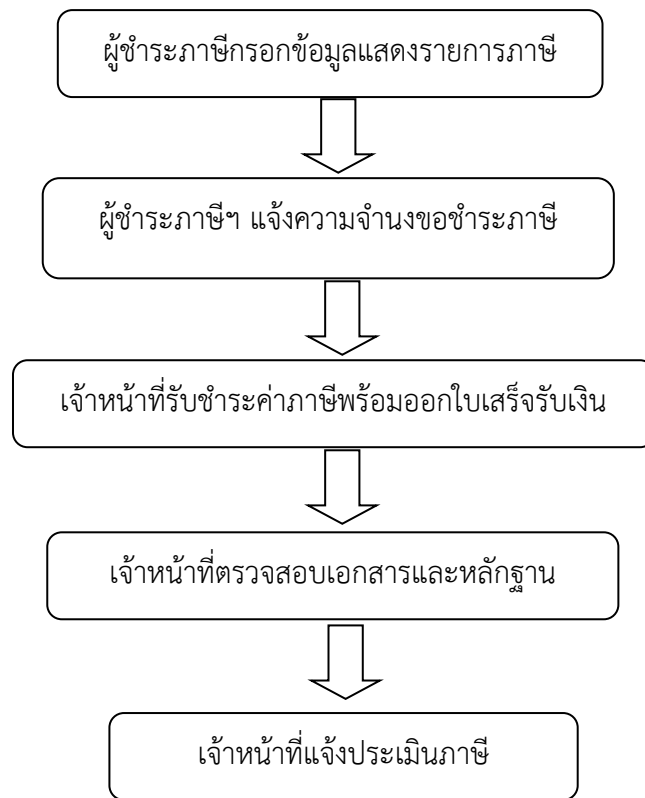 ผู้ชำระภาษีกรอกข้อมูลแสดงรายการภาษี
ผู้ชำระภาษีฯ แจ้งความจำนงขอชำระภาษี
เจ้าหน้าที่รับชำระค่าภาษีพร้อมออกใบเสร็จรับเงิน
เจ้าหน้าที่ตรวจสอบเอกสารและหลักฐาน
เจ้าหน้าที่แจ้งประเมินภาษี